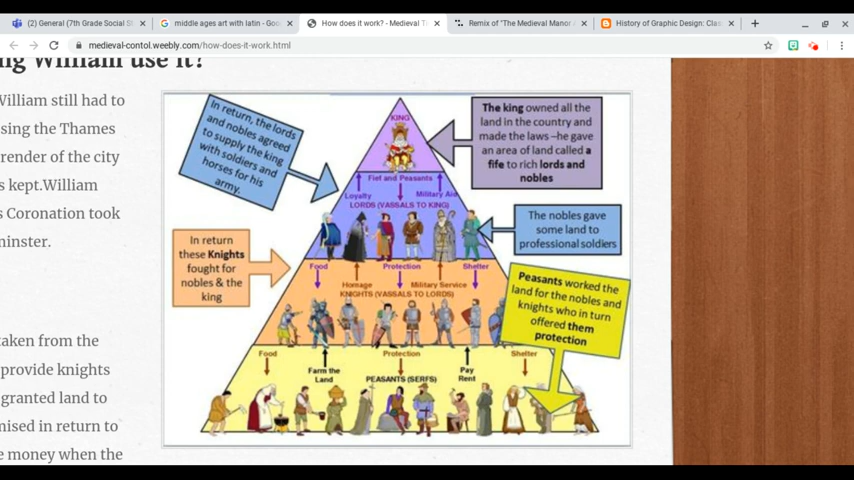 (2) General (7th Grade Social St
middle ages art with latin - Goo
How does it work? - Medieval Ta
Remix of "The Medieval Manor A
History of Graphic Design: Clas
medieval-contol.weebly.com/how-does-it-work.html
ng William use it?
William still had to
sing the Thames
render of the city
s kept.William
s Coronation took
minster.
taken from the
provide knights
granted land to
mised in return to
e money when the
In return, the lords
and nobles agreed
to supply the king
with soldiers and
horses for his
army.
KING
The king owned all the
land in the country and
made the laws –he gave
an area of land called a
fife to rich lords and
nobles
Fief and Peasants
Loyalty
Military Aid
LORDS (VASSALS TO KING)
The nobles gave
some land to
professional soldiers
In return
these Knights
fought for
nobles & the
king
Food
Protection
Shelter
Homage
Military Service
KNIGHTS (VASSALS TO LORDS)
Peasants worked the
land for the nobles and
knights who in turn
offered them
protection
Food
Protection
Shelter
Farm the
Land
PEASANTS (SERFS)
Pay
Rent